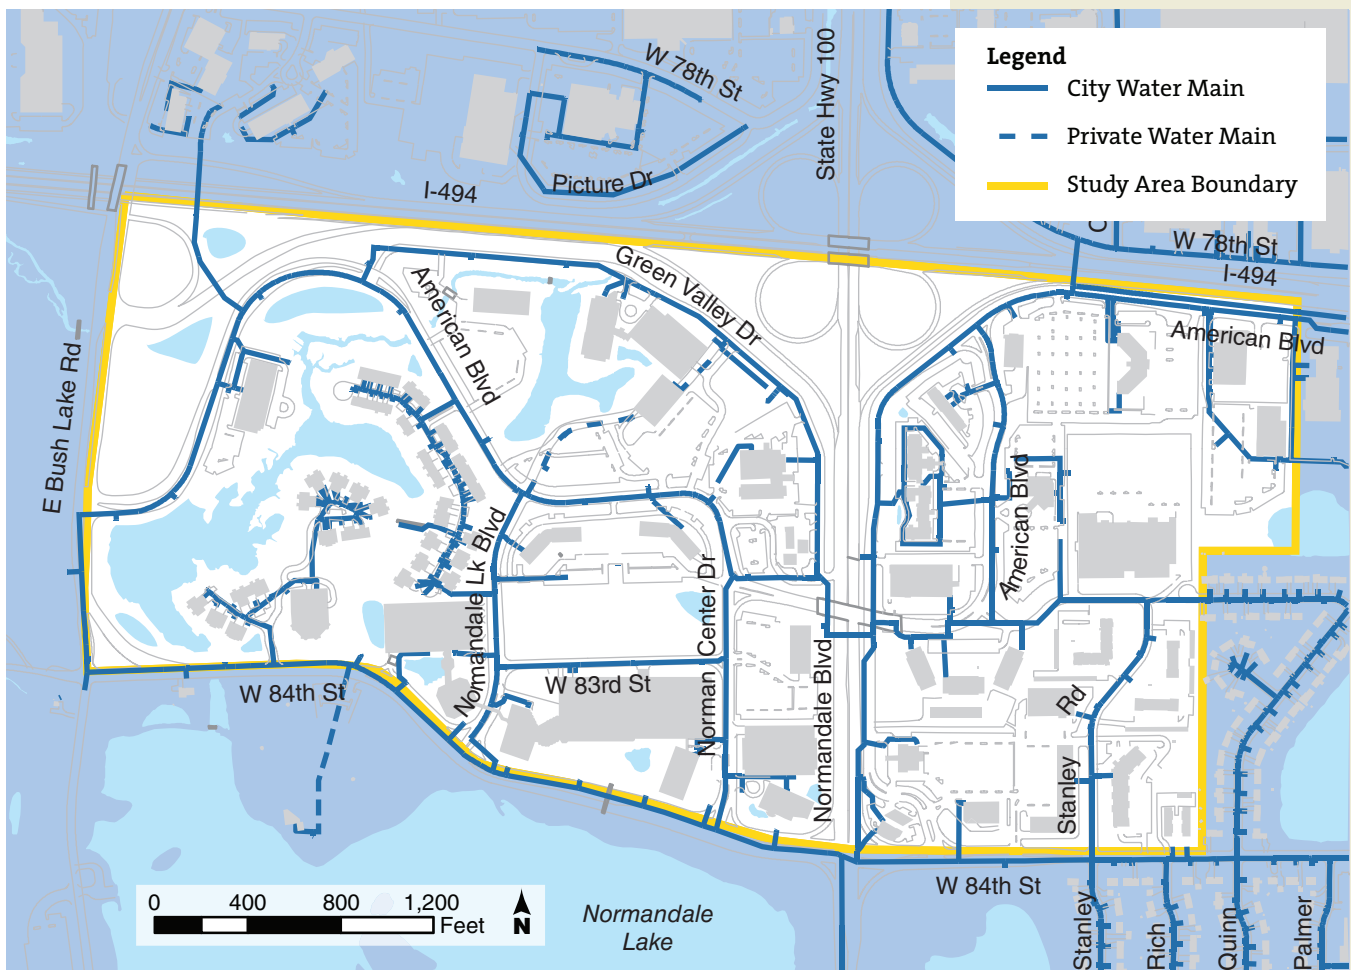 Legend
City Water Main
Private Water Main
Study Area Boundary
W 78th St
State Hwy 100
Picture Dr
I-494
C
W 78th St
I-494
Green Valley Dr
American Blvd
American Blvd
E Bush Lake Rd
American Blvd
Normandale Lk Blvd
Norman Center Dr
W 83rd St
W 84th St
Normandale Blvd
Stanley
Rd
W 84th St
0 400 800 1,200
Feet
N
Normandale
Lake
Stanley
Rich
Quinn
Palmer